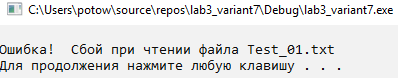 C:\Users\potow\source\repos\lab3_variant7\Debug\lab3_variant7.exe
Ошибка!  Сбой при чтении файла Test_01.txt
Для продолжения нажмите любую клавишу . . .